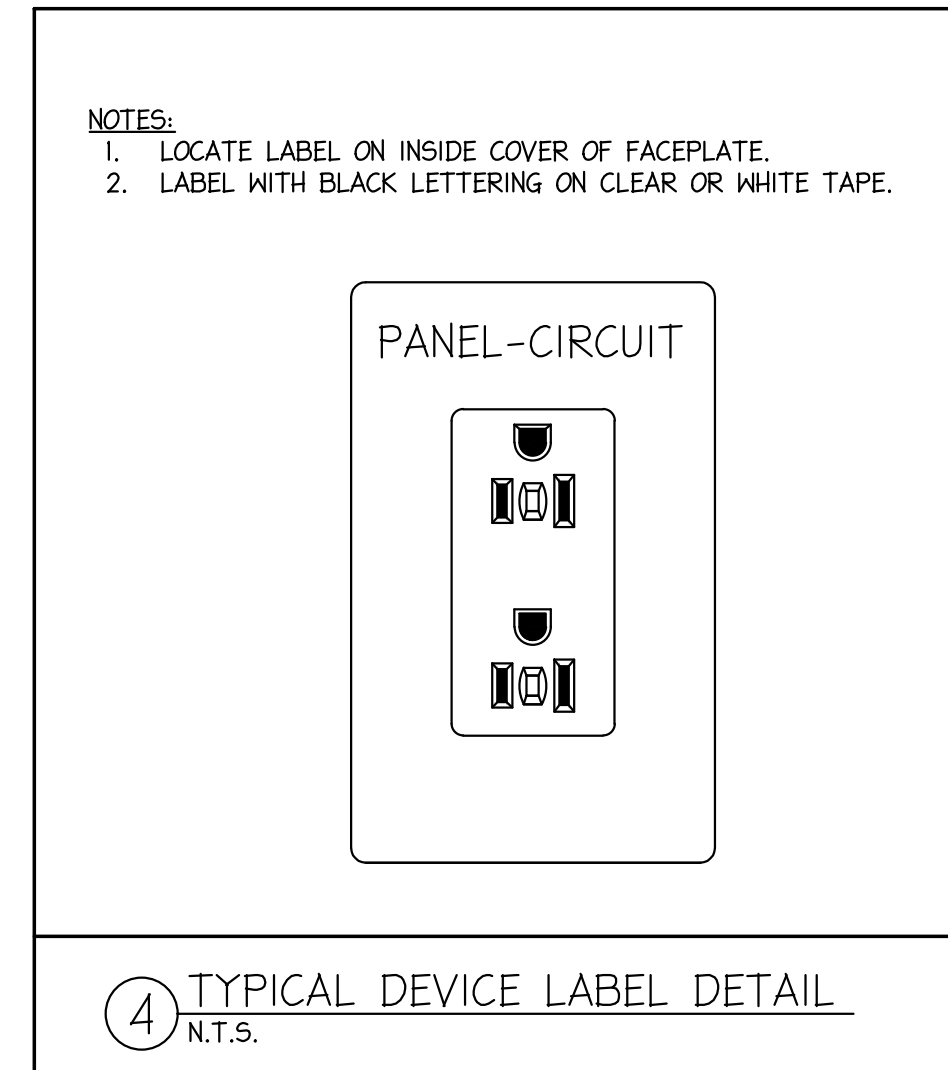 NOTES:
1. LOCATE LABEL ON INSIDE COVER OF FACEPLATE.
2. LABEL WITH BLACK LETTERING ON CLEAR OR WHITE TAPE.
PANEL-CIRCUIT
4 TYPICAL DEVICE LABEL DETAIL
N.T.S.